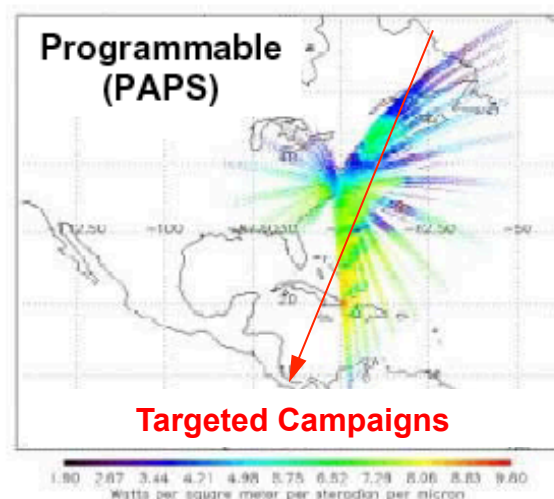 Programmable
(PAPS)
-100
-50
20
Targeted Campaigns
1.90 2.67 3.44 4.21 4.98 5.75 6.52 7.29 8.06 8.83 9.60
Watts per square meter per steradian per micron